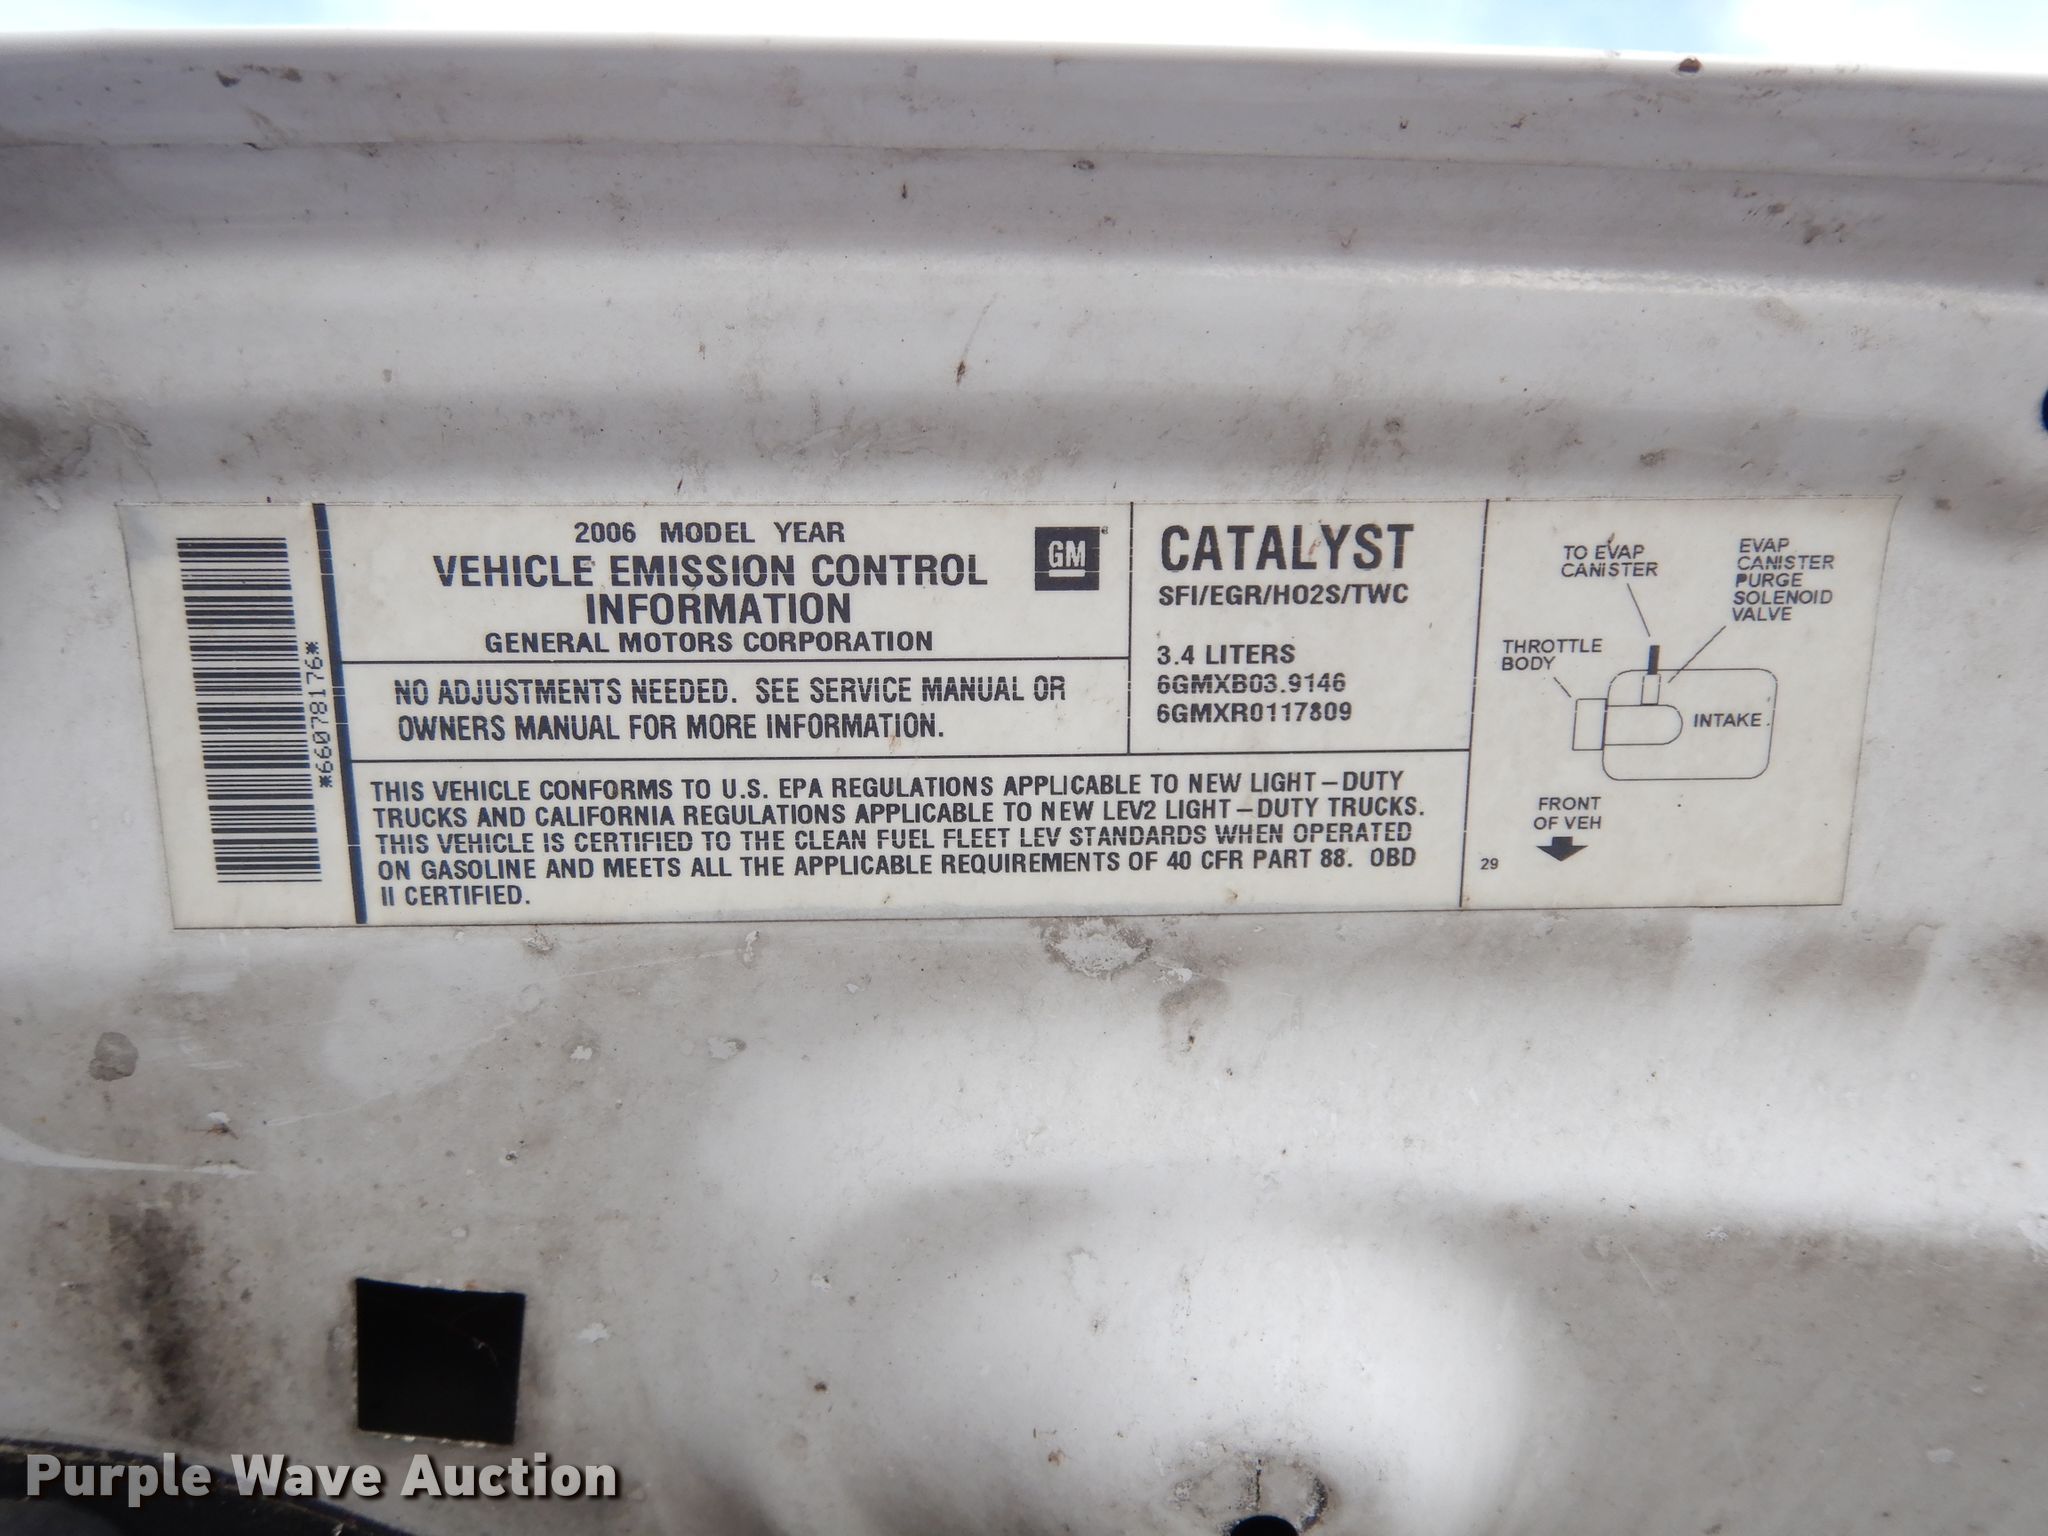 *66078176*
2006 MODEL YEAR
VEHICLE EMISSION CONTROL
INFORMATION
GENERAL MOTORS CORPORATION
GM
NO ADJUSTMENTS NEEDED. SEE SERVICE MANUAL OR
OWNERS MANUAL FOR MORE INFORMATION.
CATALYST
SFI/EGR/HO2S/TWC
3.4 LITERS
6GMXB03.9146
6GMXR0117809
THIS VEHICLE CONFORMS TO U.S. EPA REGULATIONS APPLICABLE TO NEW LIGHT-DUTY
TRUCKS AND CALIFORNIA REGULATIONS APPLICABLE TO NEW LEV2 LIGHT-DUTY TRUCKS.
THIS VEHICLE IS CERTIFIED TO THE CLEAN FUEL FLEET LEV STANDARDS WHEN OPERATED
ON GASOLINE AND MEETS ALL THE APPLICABLE REQUIREMENTS OF 40 CFR PART 88. OBD
II CERTIFIED.
TO EVAP
CANISTER
EVAP
CANISTER
PURGE
SOLENOID
VALVE
THROTTLE
BODY
INTAKE
FRONT
OF VEH
29
Purple Wave Auction